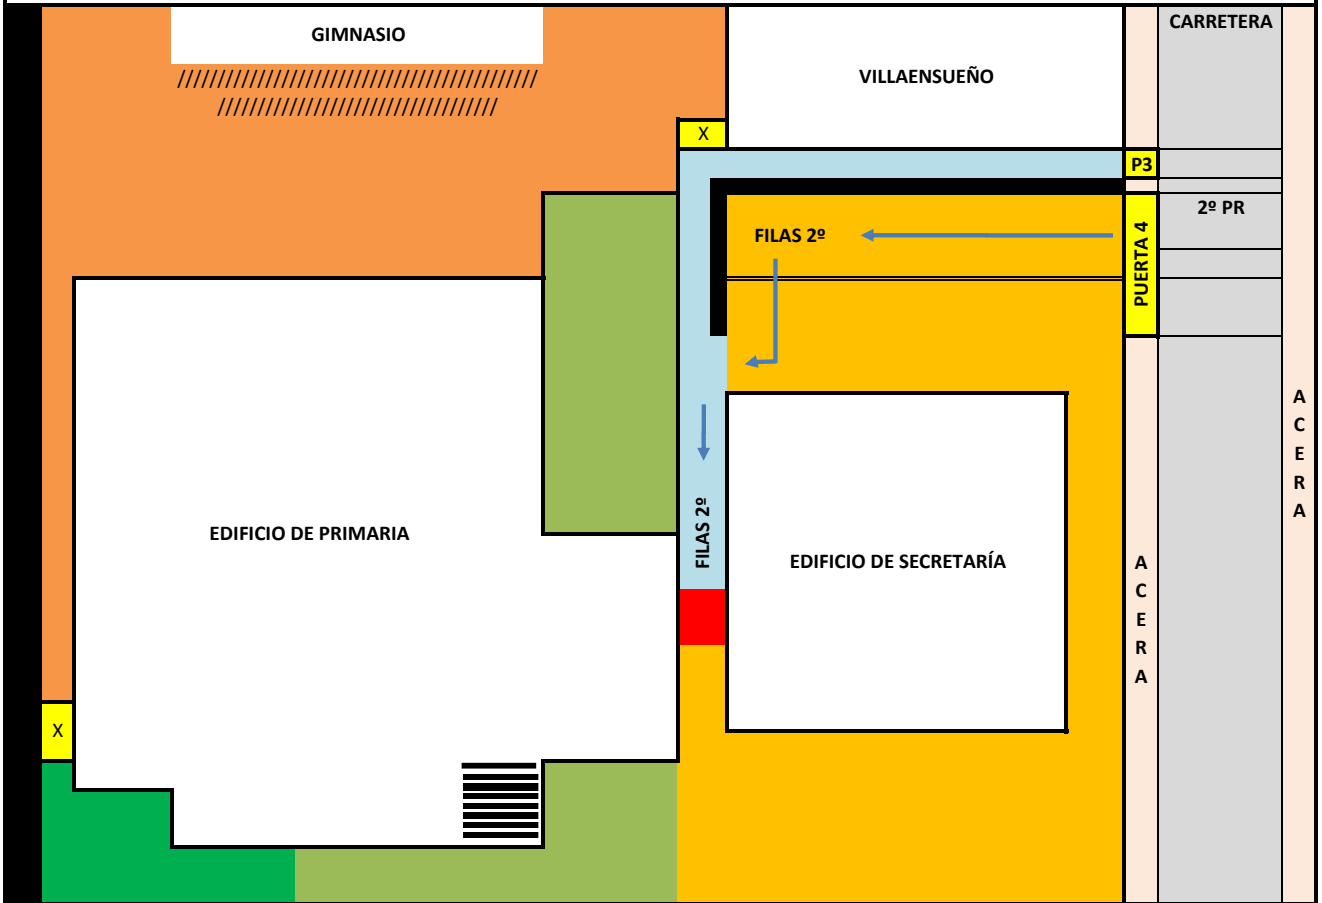 CARRETERA
GIMNASIO
VILLAENSUEÑO
/////////////////////////////////////////////
///////////////////////////////////
X
P3
2º PR
FILAS 2º
PUERTA 4
FILAS 2º
EDIFICIO DE PRIMARIA
EDIFICIO DE SECRETARÍA
A
C
E
R
A
A
C
E
R
A
X